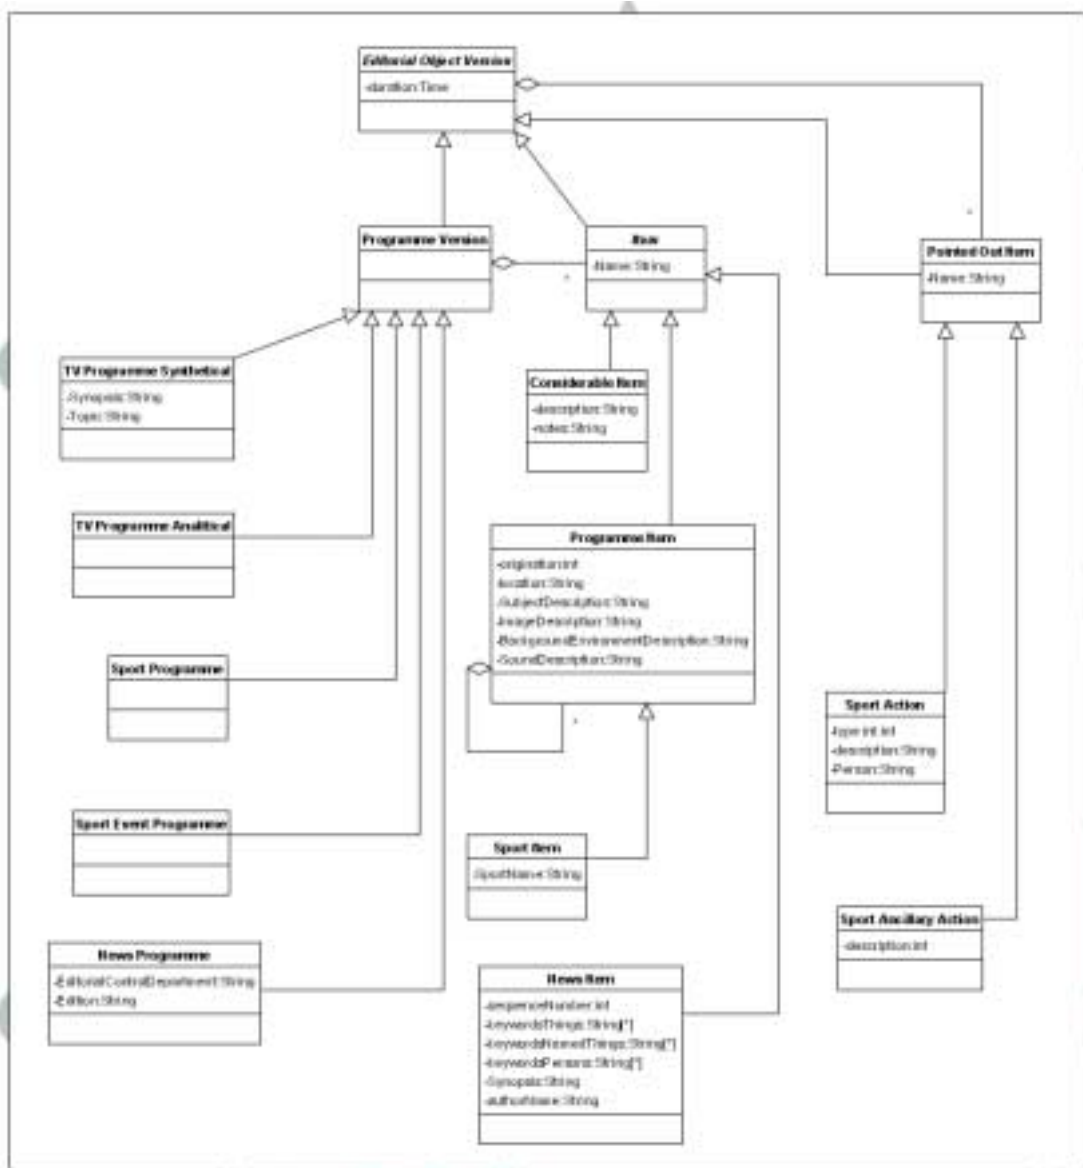 Editorial Object Version
-duration:Time
Programme Version
Item
-Name:String
Pointed Out Item
-Name:String
TV Programme Synthetical
-Synopsis:String
-Topic:String
Considerable Item
-description:String
-notes:String
TV Programme Analitical
Programme Item
-origination:int
-location:String
-SubjectDescription:String
-ImageDescription:String
-BackgroundEnvironmentDescription:String
-SoundDescription:String
Sport Programme
Sport Action
-type int:int
-description:String
-Person:String
Sport Event Programme
Sport Item
-SportName:String
Sport Ancillary Action
-description:int
News Programme
-EditorialControlDepartment:String
-Edition:String
News Item
-sequenceNumber:int
-keywordsThings:String[*]
-keywordsNamedThings:String[*]
-keywordsPersons:String[*]
-Synopsis:String
-authorName:String